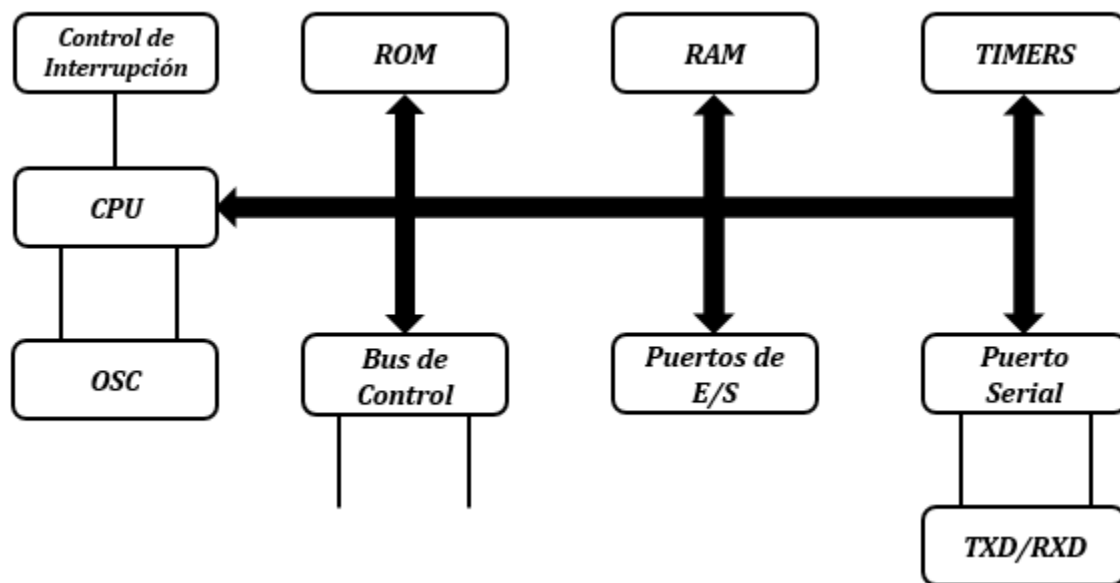 Control de
Interrupción
ROM
RAM
TIMERS
CPU
OSC
Bus de
Control
Puertos de
E/S
Puerto
Serial
TXD/RXD